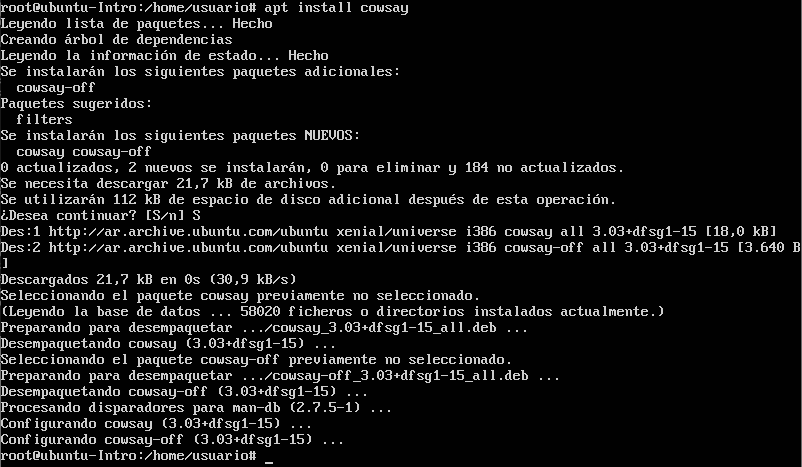 root@ubuntu-Intro:/home/usuario# apt install cowsay
Leyendo lista de paquetes... Hecho
Creando árbol de dependencias
Leyendo la información de estado... Hecho
Se instalarán los siguientes paquetes adicionales:
  cowsay-off
Paquetes sugeridos:
  filters
Se instalarán los siguientes paquetes NUEVOS:
  cowsay cowsay-off
0 actualizados, 2 nuevos se instalarán, 0 para eliminar y 184 no actualizados.
Se necesita descargar 21,7 kB de archivos.
Se utilizarán 112 kB de espacio de disco adicional después de esta operación.
¿Desea continuar? [S/n] S
Des:1 http://ar.archive.ubuntu.com/ubuntu xenial/universe i386 cowsay all 3.03+dfsg1-15 [18,0 kB]
Des:2 http://ar.archive.ubuntu.com/ubuntu xenial/universe i386 cowsay-off all 3.03+dfsg1-15 [3.640 B
]
Descargados 21,7 kB en 0s (30,9 kB/s)
Seleccionando el paquete cowsay previamente no seleccionado.
(Leyendo la base de datos ... 58020 ficheros o directorios instalados actualmente.)
Preparando para desempaquetar .../cowsay_3.03+dfsg1-15_all.deb ...
Desempaquetando cowsay (3.03+dfsg1-15) ...
Seleccionando el paquete cowsay-off previamente no seleccionado.
Preparando para desempaquetar .../cowsay-off_3.03+dfsg1-15_all.deb ...
Desempaquetando cowsay-off (3.03+dfsg1-15) ...
Procesando disparadores para man-db (2.7.5-1) ...
Configurando cowsay (3.03+dfsg1-15) ...
Configurando cowsay-off (3.03+dfsg1-15) ...
root@ubuntu-Intro:/home/usuario# _